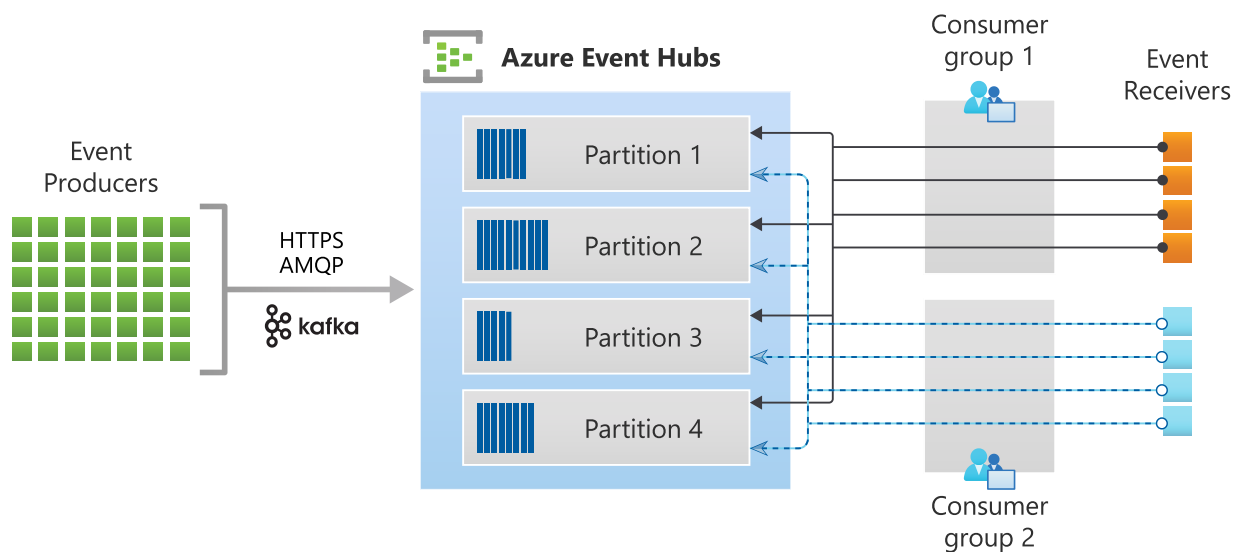 Event
Producers
HTTPS
AMQP
kafka
Azure Event Hubs
Partition 1
Partition 2
Partition 3
Partition 4
Consumer
group 1
Event
Receivers
Consumer
group 2